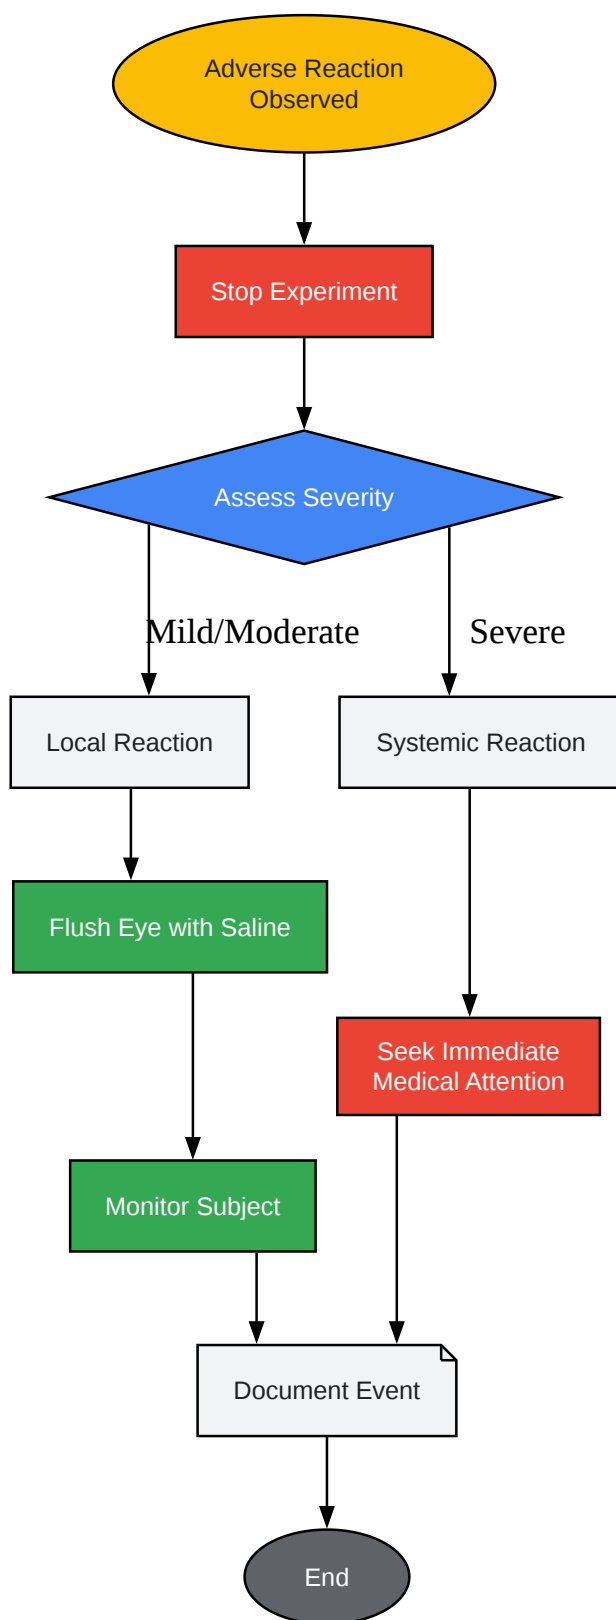 Adverse Reaction
Observed
Stop Experiment
Assess Severity
Mild/Moderate
Severe
Local Reaction
Systemic Reaction
Flush Eye with Saline
Seek Immediate
Medical Attention
Monitor Subject
Document Event
End